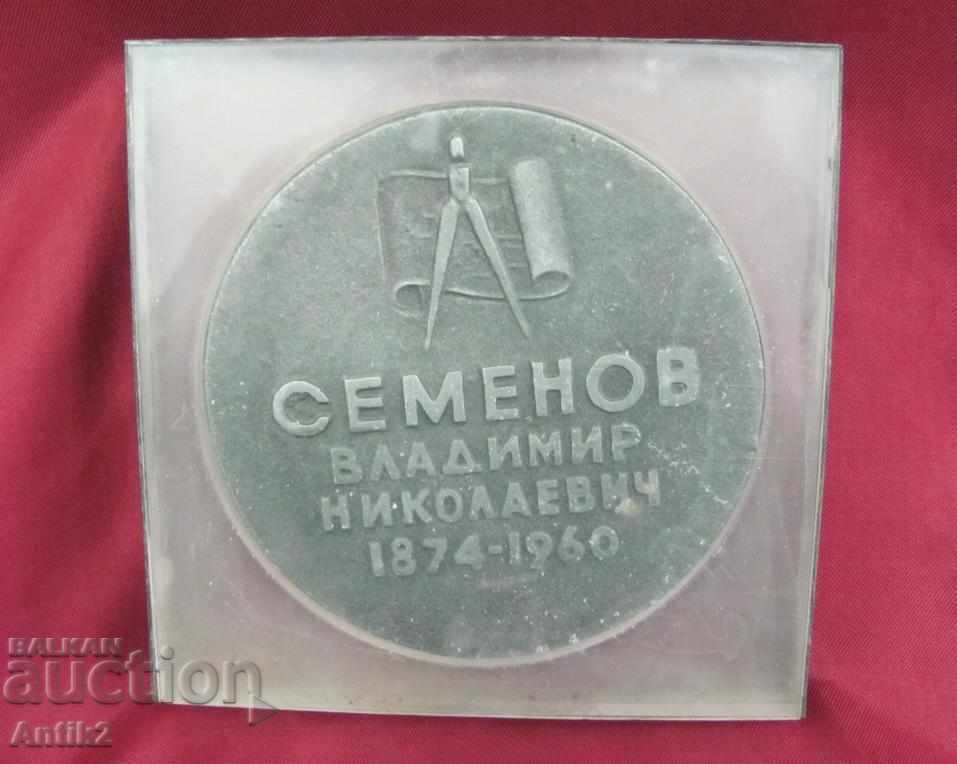 СЕМЕНОВ
ВЛАДИМИР
НИКОЛАЕВИЧ
1874-1960
BALKAN
auction
Antik2